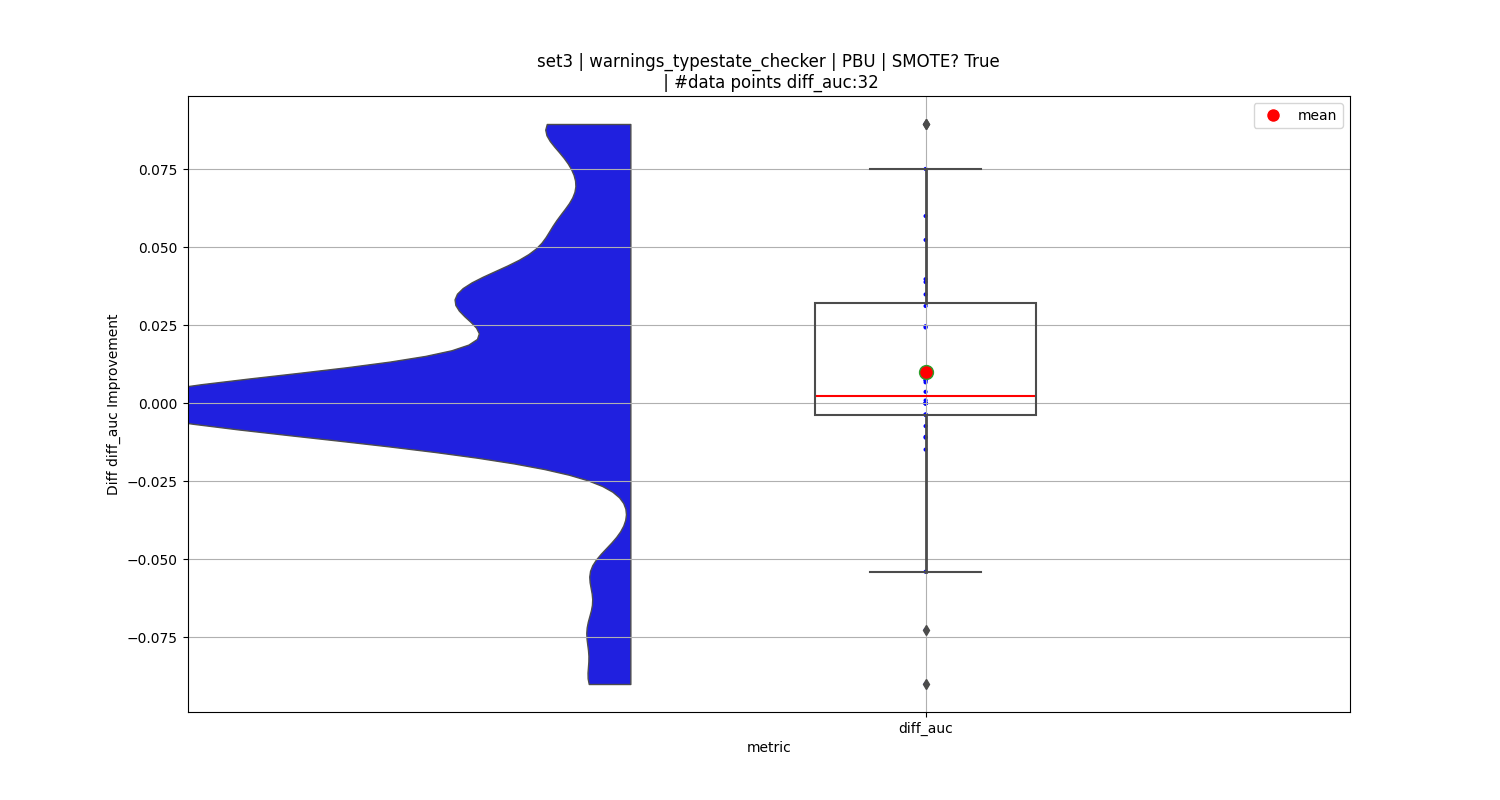 set3 | warnings_typestate_checker | PBU | SMOTE? True
| #data points diff_auc:32
mean
0.075
0.050
0.025
0.000
−0.025
−0.050
−0.075
Diff diff_auc Improvement
diff_auc
metric